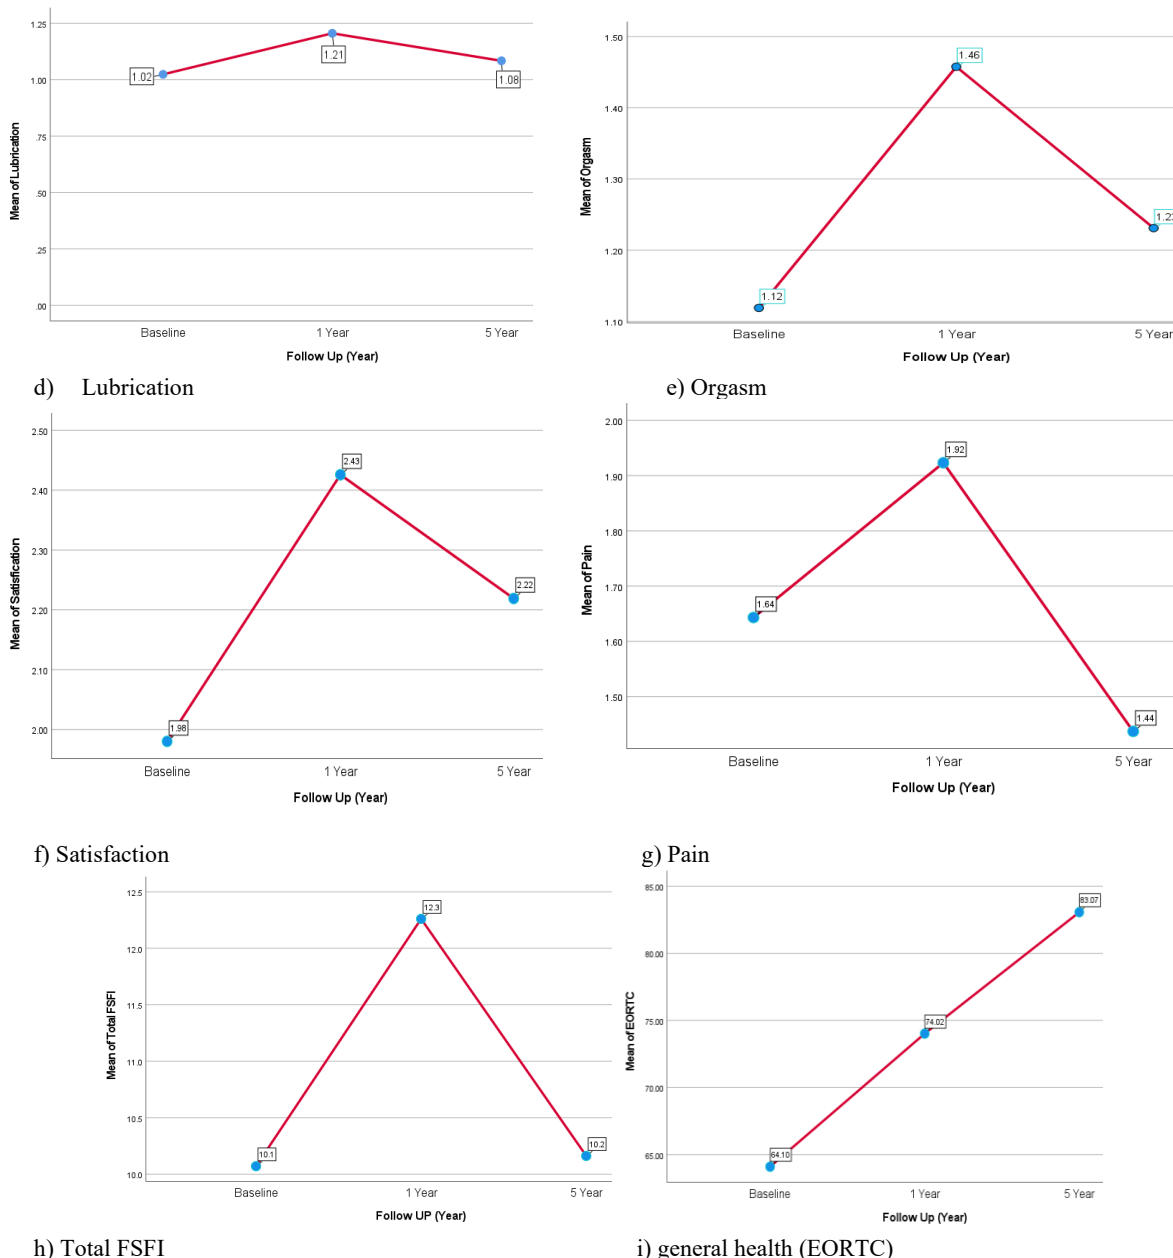 1.25
1.00
.75
.50
.25
.00
Mean of Lubrication
1.02
1.21
1.08
Baseline
1 Year
5 Year
Follow Up (Year)
d) Lubrication
1.50
1.40
1.30
1.20
1.10
Mean of Orgasm
1.12
1.46
Baseline
1 Year
5 Year
Follow Up (Year)
e) Orgasm
2.50
2.40
2.30
2.20
2.10
2.00
Mean of Satisfication
1.98
2.43
2.22
Baseline
1 Year
5 Year
Follow Up (Year)
f) Satisfaction
2.00
1.90
1.80
1.70
1.60
1.50
Mean of Pain
1.64
1.92
1.44
Baseline
1 Year
5 Year
Follow Up (Year)
g) Pain
12.5
12.0
11.5
11.0
10.5
10.0
Mean of Total FSFI
10.1
12.3
10.2
Baseline
1 Year
5 Year
Follow UP (Year)
h) Total FSFI
85.00
80.00
75.00
70.00
65.00
Mean of EORTC
64.10
74.02
83.07
Baseline
1 Year
5 Year
Follow Up (Year)
i) general health (EORTC)